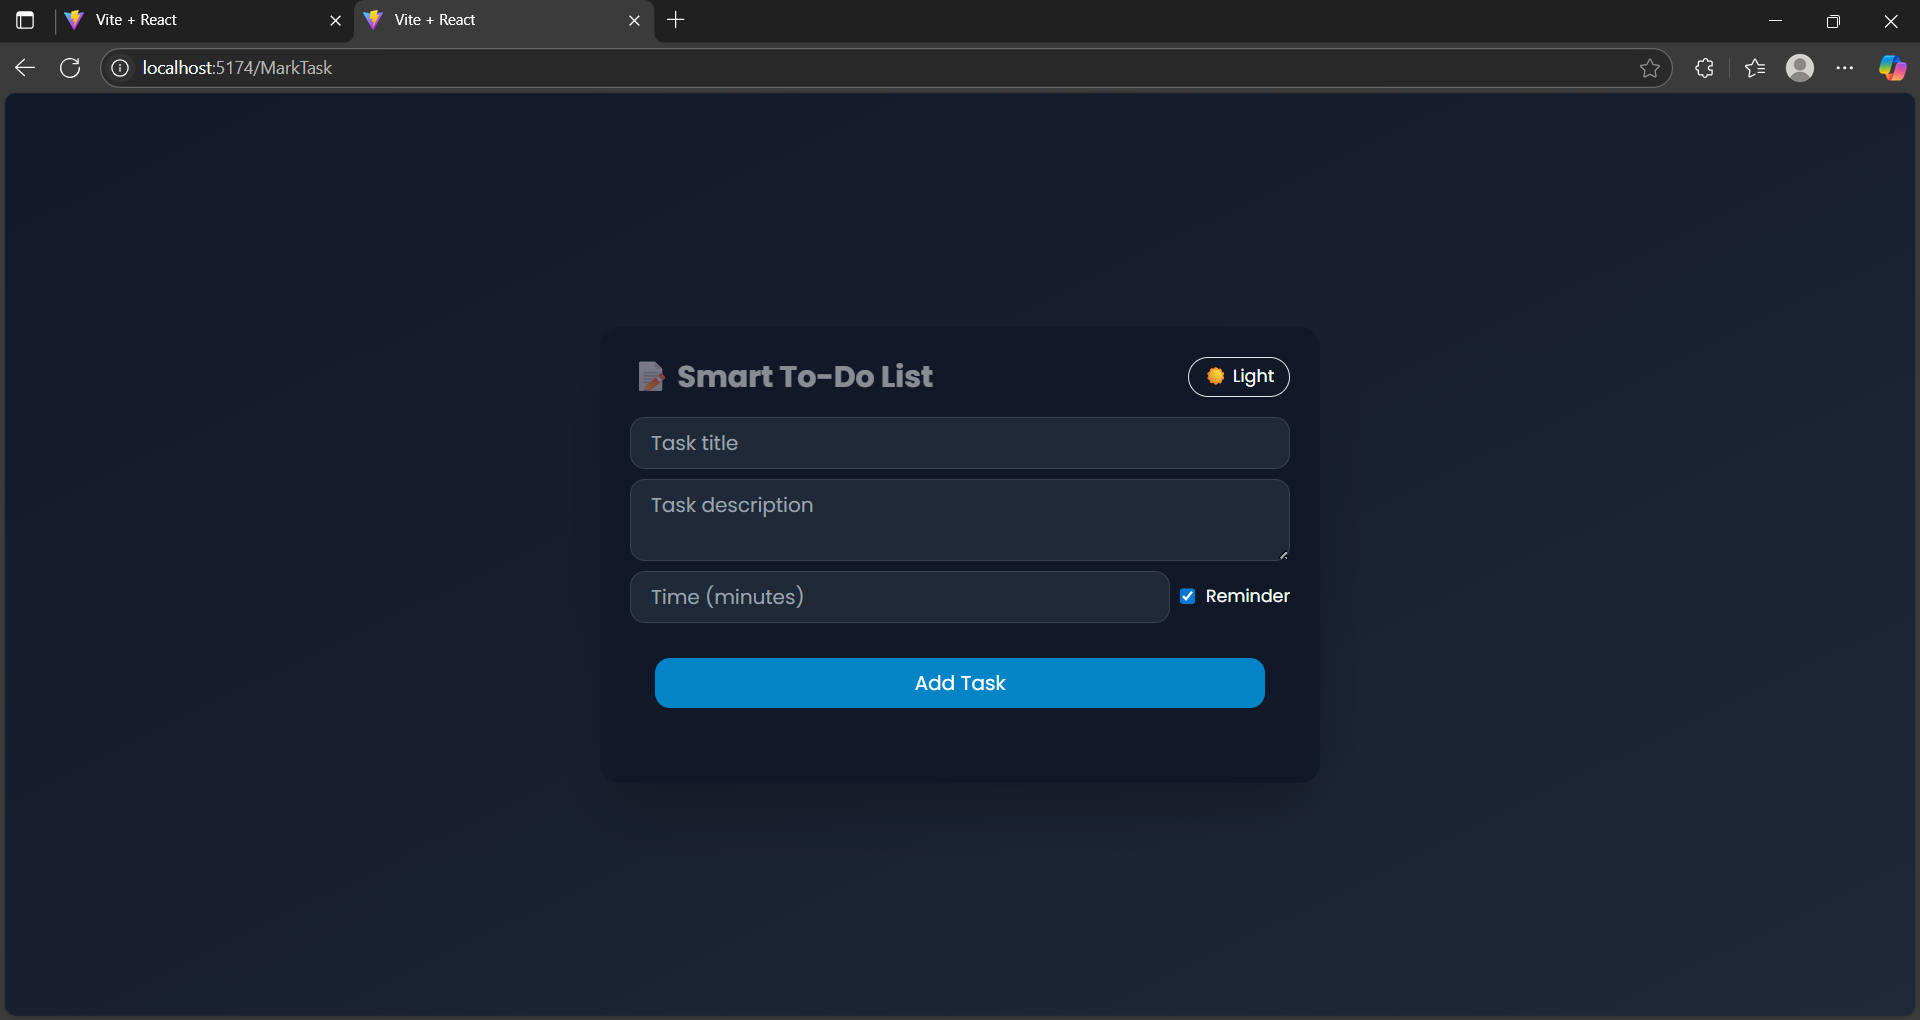 Vite + React
Vite + React
localhost:5174/MarkTask
Smart To-Do List
Light
Task title
Task description
Time (minutes)
Reminder
Add Task